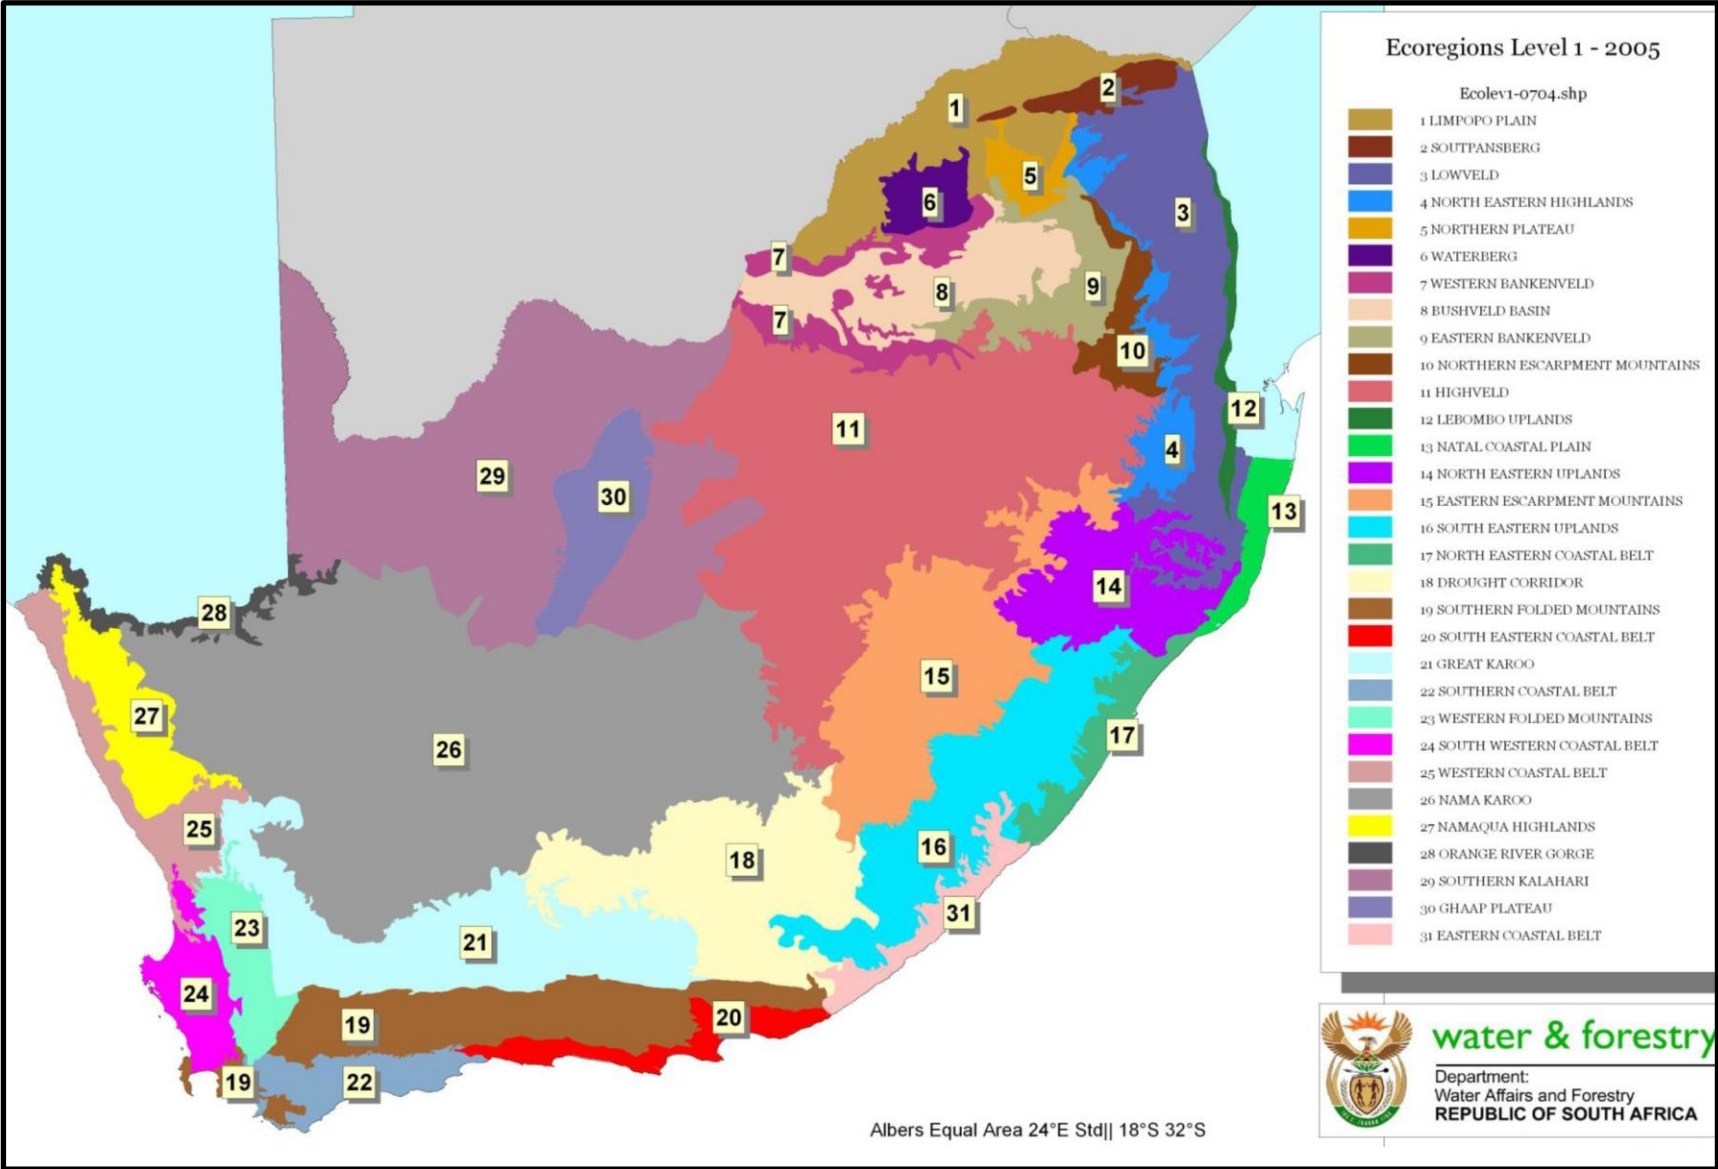 Ecoregions Level 1 - 2005
Ecolev1-0704.shp
1 LIMPOPO PLAIN
2 SOUTPANSBERG
3 LOWVELD
4 NORTH EASTERN HIGHLANDS
5 NORTHERN PLATEAU
6 WATERBERG
7 WESTERN BANKENVELD
8 BUSHVELD BASIN
9 EASTERN BANKENVELD
10 NORTHERN ESCARPMENT MOUNTAINS
11 HIGHVELD
12 LEBOMBO UPLANDS
13 NATAL COASTAL PLAIN
14 NORTH EASTERN UPLANDS
15 EASTERN ESCARPMENT MOUNTAINS
16 SOUTH EASTERN UPLANDS
17 NORTH EASTERN COASTAL BELT
18 DROUGHT CORRIDOR
19 SOUTHERN FOLDED MOUNTAINS
20 SOUTH EASTERN COASTAL BELT
21 GREAT KAROO
22 SOUTHERN COASTAL BELT
23 WESTERN FOLDED MOUNTAINS
24 SOUTH WESTERN COASTAL BELT
25 WESTERN COASTAL BELT
26 NAMA KAROO
27 NAMAQUA HIGHLANDS
28 ORANGE RIVER GORGE
29 SOUTHERN KALAHARI
30 GHAAP PLATEAU
31 EASTERN COASTAL BELT
2
1
5
6
3
7
9
8
7
10
12
11
4
29
30
13
14
28
15
27
17
26
25
16
18
31
23
21
24
20
19
19
22
water & forestry
Department:
Water Affairs and Forestry
REPUBLIC OF SOUTH AFRICA
Albers Equal Area 24°E Std|| 18°S 32°S